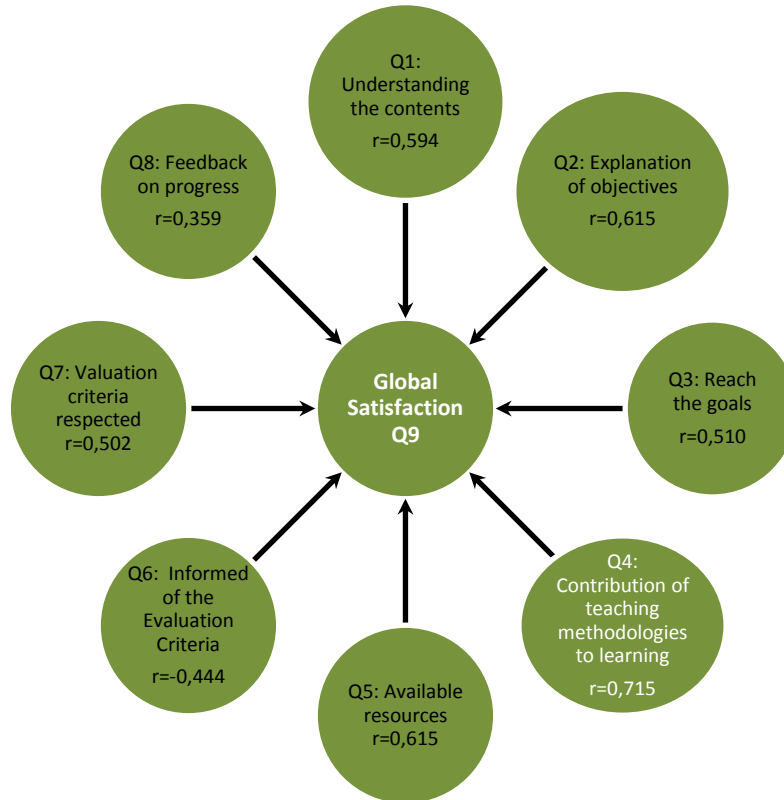 Q1:
Understanding
the contents
r=0,594
Q2: Explanation
of objectives
r=0,615
Q3: Reach
the goals
r=0,510
Q4:
Contribution of
teaching
methodologies
to learning
r=0,715
Q5: Available
resources
r=0,615
Q6: Informed
of the
Evaluation
Criteria
r=-0,444
Q7: Valuation
criteria
respected
r=0,502
Q8: Feedback
on progress
r=0,359
Global
Satisfaction
Q9